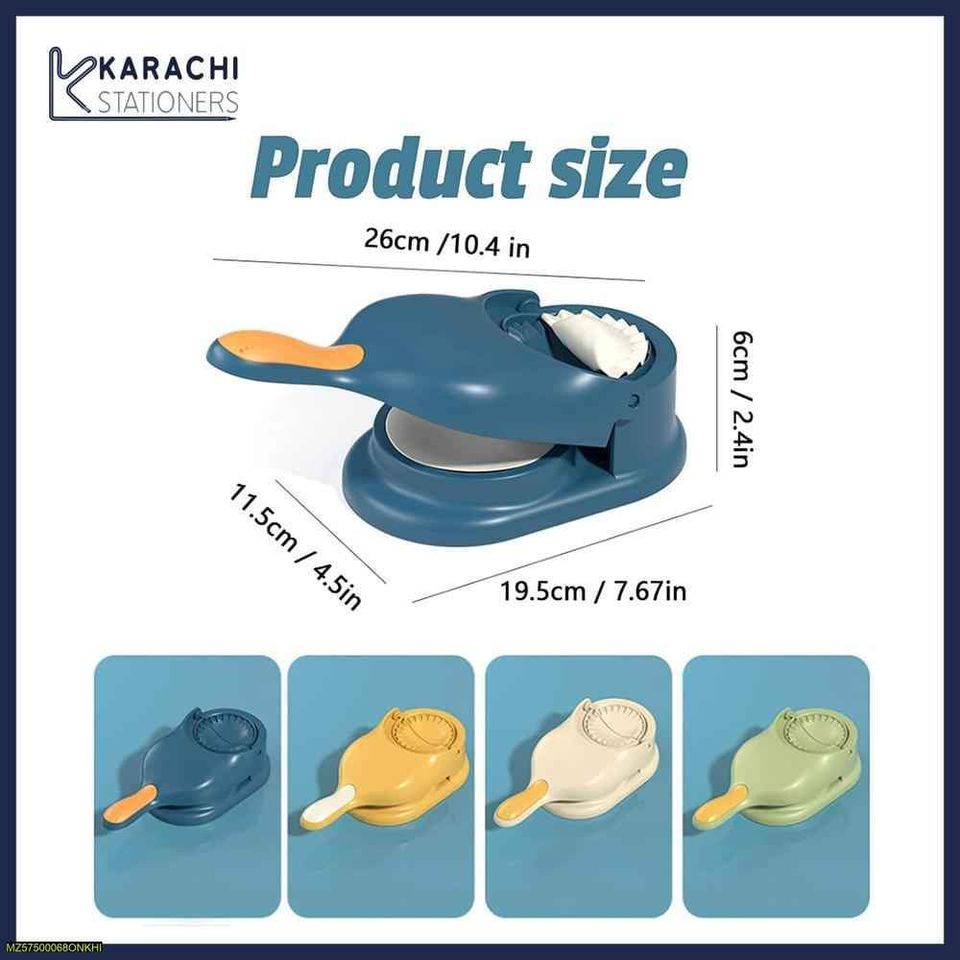 KARACHI
STATIONERS
Product size
26cm /10.4 in
6cm / 2.4in
11.5cm / 4.5in
19.5cm / 7.67in
MZ57500068ONKHI